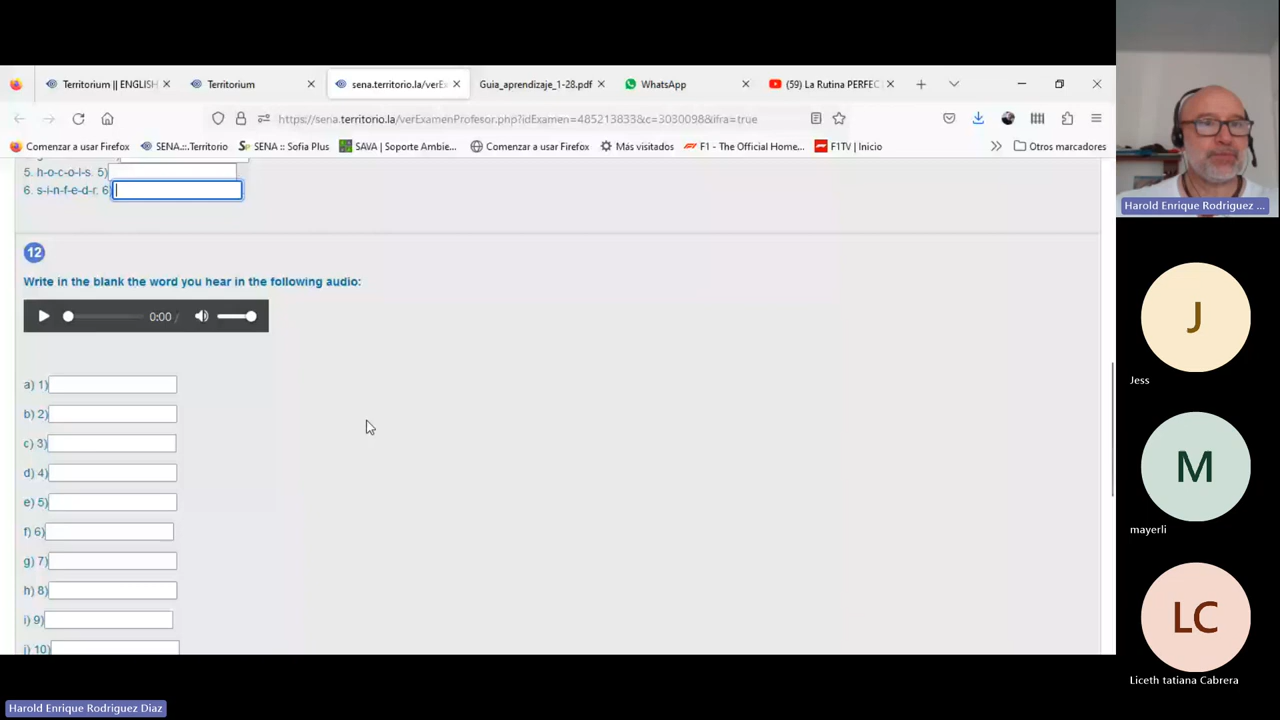 Territorium || ENGLISH
Territorium
sena.territorio.la/verEx
Guia_aprendizaje_1-28.pdf
WhatsApp
(59) La Rutina PERFEC
https://sena.territorio.la/verExamenProfesor.php?idExamen=485213833&c=3030098&ifra=true
Comenzar a usar Firefox
SENA.::.Territorio
SENA :: Sofia Plus
SAVA | Soporte Ambie...
Comenzar a usar Firefox
Más visitados
F1 - The Official Home...
F1TV | Inicio
Otros marcadores
5. h-o-c-o-l-s. 5)
6. s-i-n-f-e-d-r. 6)
12
Write in the blank the word you hear in the following audio:
0:00 /
a) 1)
b) 2)
c) 3)
d) 4)
e) 5)
f) 6)
g) 7)
h) 8)
i) 9)
j) 10)
Harold Enrique Rodriguez ...
J
Jess
M
mayerli
LC
Liceth tatiana Cabrera
Harold Enrique Rodriguez Diaz